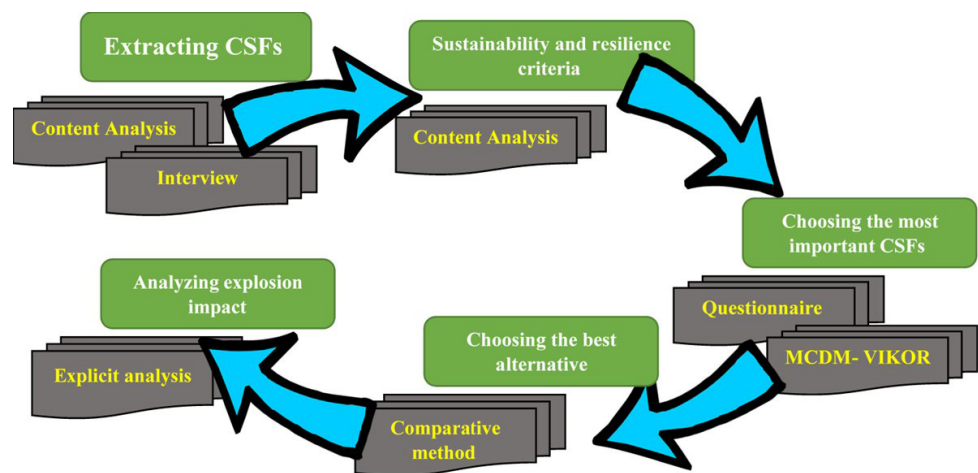 Extracting CSFs
Content Analysis
Interview
Sustainability and resilience
criteria
Content Analysis
Choosing the most
important CSFs
Questionnaire
MCDM- VIKOR
Choosing the best
alternative
Comparative
method
Analyzing explosion
impact
Explicit analysis